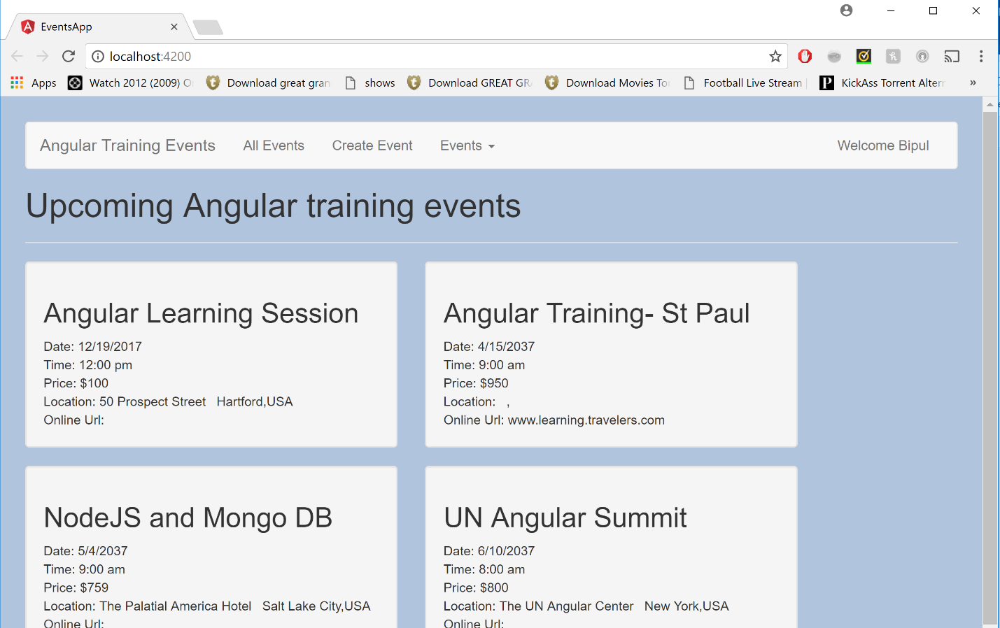 EventsApp
localhost:4200
Apps Watch 2012 (2009) Download great gran shows Download GREAT Download Movies Football Live Stream KickAss Torrent Alter »
Angular Training Events All Events Create Event Events Welcome Bipul
Upcoming Angular training events
Angular Learning Session
Date: 12/19/2017
Time: 12:00 pm
Price: $100
Location: 50 Prospect Street Hartford,USA
Online Url:
Angular Training- St Paul
Date: 4/15/2037
Time: 9:00 am
Price: $950
Location: ,
Online Url: www.learning.travelers.com
NodeJS and Mongo DB
Date: 5/4/2037
Time: 9:00 am
Price: $759
Location: The Palatial America Hotel Salt Lake City,USA
Online Url:
UN Angular Summit
Date: 6/10/2037
Time: 8:00 am
Price: $800
Location: The UN Angular Center New York,USA
Online Url: